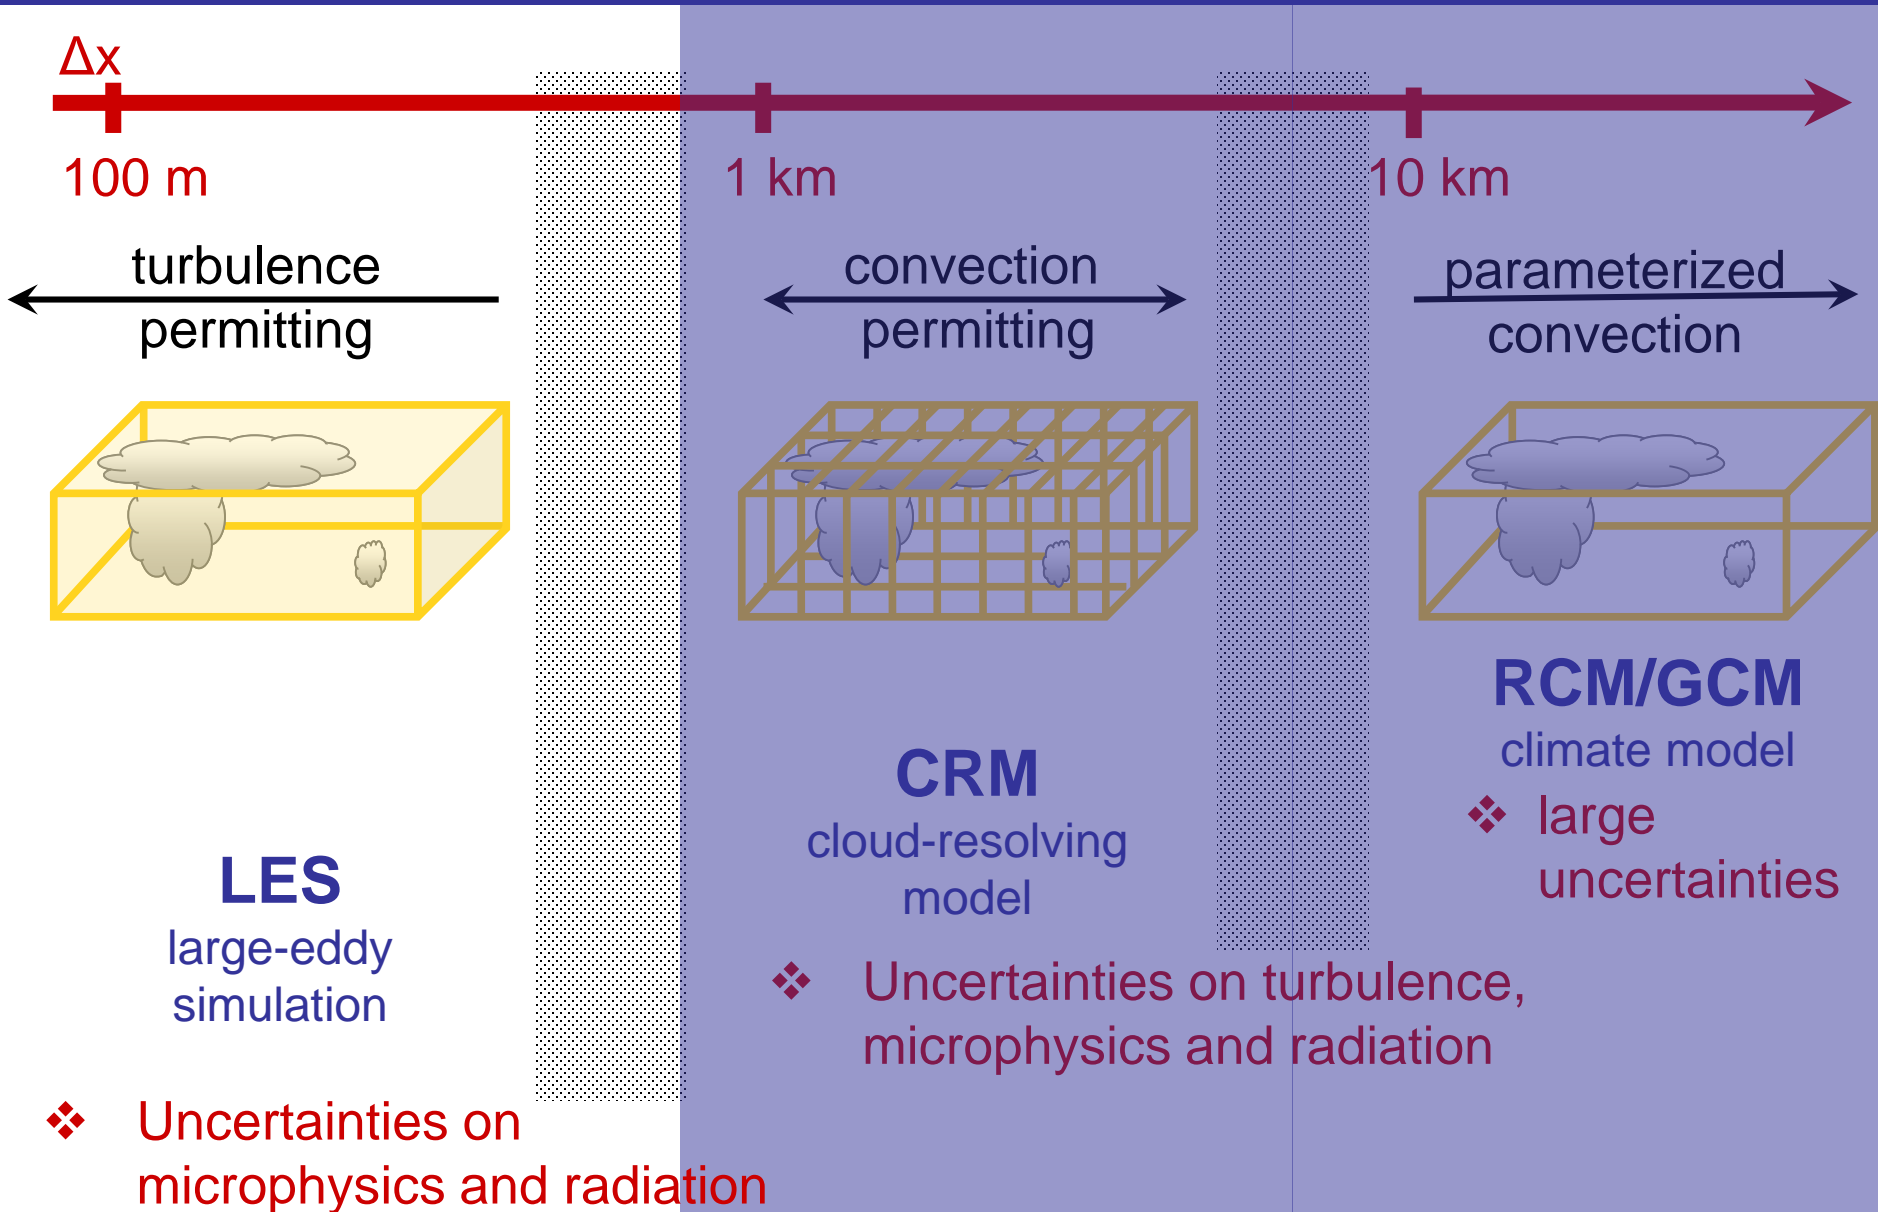 Δx
100 m
1 km
10 km
turbulence
permitting
convection
permitting
parameterized
convection
LES
large-eddy
simulation
❖ Uncertainties on
microphysics and radiation
CRM
cloud-resolving
model
❖ Uncertainties on turbulence,
microphysics and radiation
RCM/GCM
climate model
❖ large
uncertainties